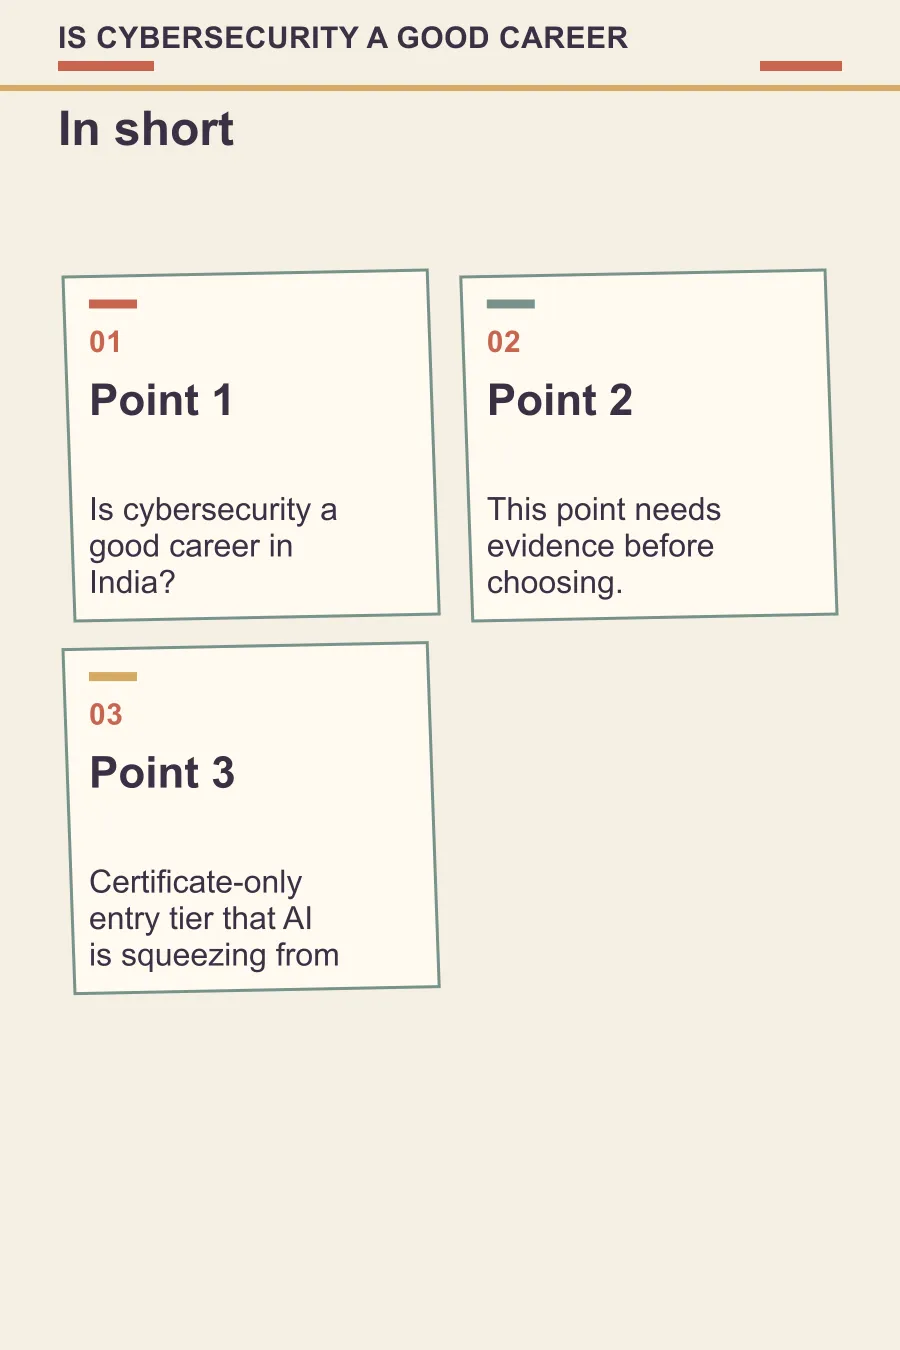 IS CYBERSECURITY A GOOD CAREER
In short
01
Point 1
Is cybersecurity a
good career in
India?
02
Point 2
This point needs
evidence before
choosing.
03
Point 3
Certificate-only
entry tier that AI
is squeezing from